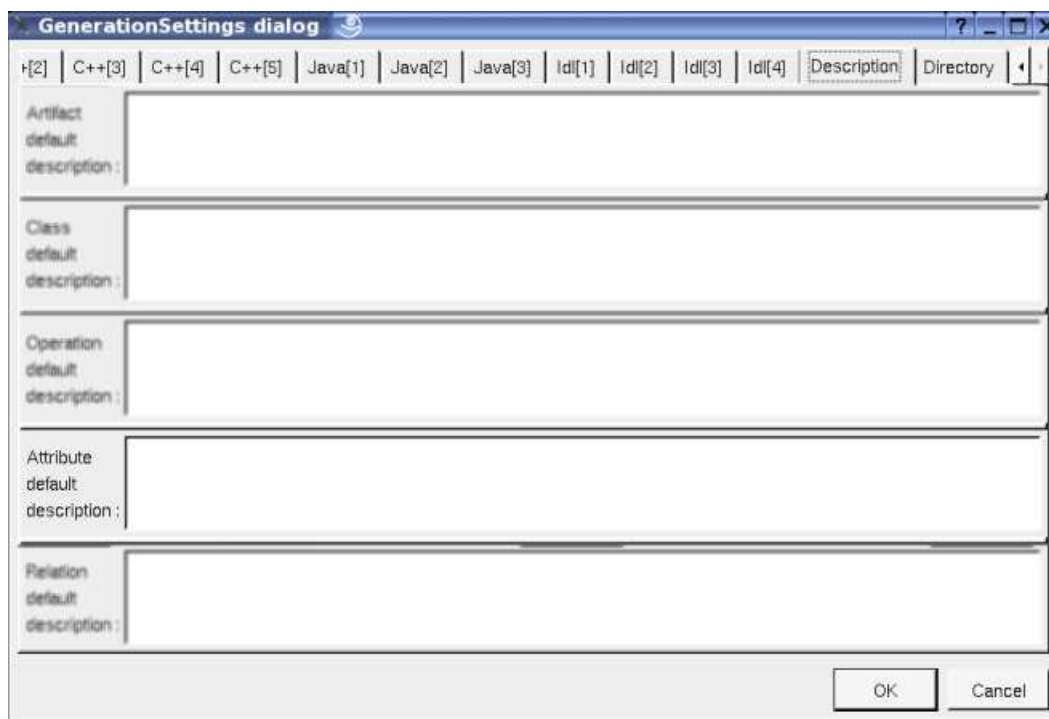 GenerationSettings dialog
+[2] C++[3] C++[4] C++[5] Java[1] Java[2] Java[3] Idl[1] Idl[2] Idl[3] Idl[4] Description Directory
Artifact
default
description :
Class
default
description :
Operation
default
description :
Attribute
default
description :
Relation
default
description :
OK Cancel